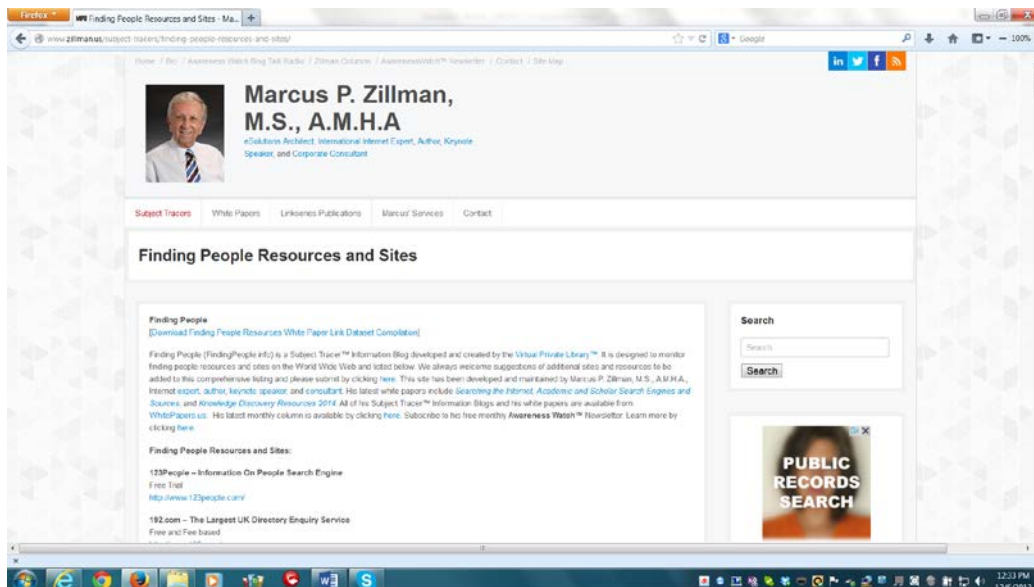 Firefox
Finding People Resources and Sites - Ma...
www.zillman.us/subject-tracers/finding-people-resources-and-sites/
Google
100%
Home / Bio / Awareness Watch Blog Talk Radio / Zillman Columns / AwarenessWatch™ Newsletter / Contact / Site Map
Marcus P. Zillman,
M.S., A.M.H.A
eSolutions Architect, International Internet Expert, Author, Keynote
Speaker, and Corporate Consultant
Subject Tracers
White Papers
Linkseries Publications
Marcus' Services
Contact
Finding People Resources and Sites
Finding People
[Download Finding People Resources White Paper Link Dataset Compilation]
Finding People (FindingPeople.info) is a Subject Tracer™ Information Blog developed and created by the Virtual Private Library™. It is designed to monitor
finding people resources and sites on the World Wide Web and listed below. We always welcome suggestions of additional sites and resources to be
added to this comprehensive listing and please submit by clicking here. This site has been developed and maintained by Marcus P. Zillman, M.S., A.M.H.A.,
Internet expert, author, keynote speaker, and consultant. His latest white papers include Searching the Internet, Academic and Scholar Search Engines and
Sources, and Knowledge Discovery Resources 2014. All of his Subject Tracer™ Information Blogs and his white papers are available from
WhitePapers.us. His latest monthly column is available by clicking here. Subscribe to his free monthly Awareness Watch™ Newsletter. Learn more by
clicking here.
Finding People Resources and Sites:
123People – Information On People Search Engine
Free Trial
http://www.123people.com/
192.com – The Largest UK Directory Enquiry Service
Free and Fee based
Search
Search
Search
PUBLIC
RECORDS
SEARCH
12:33 PM